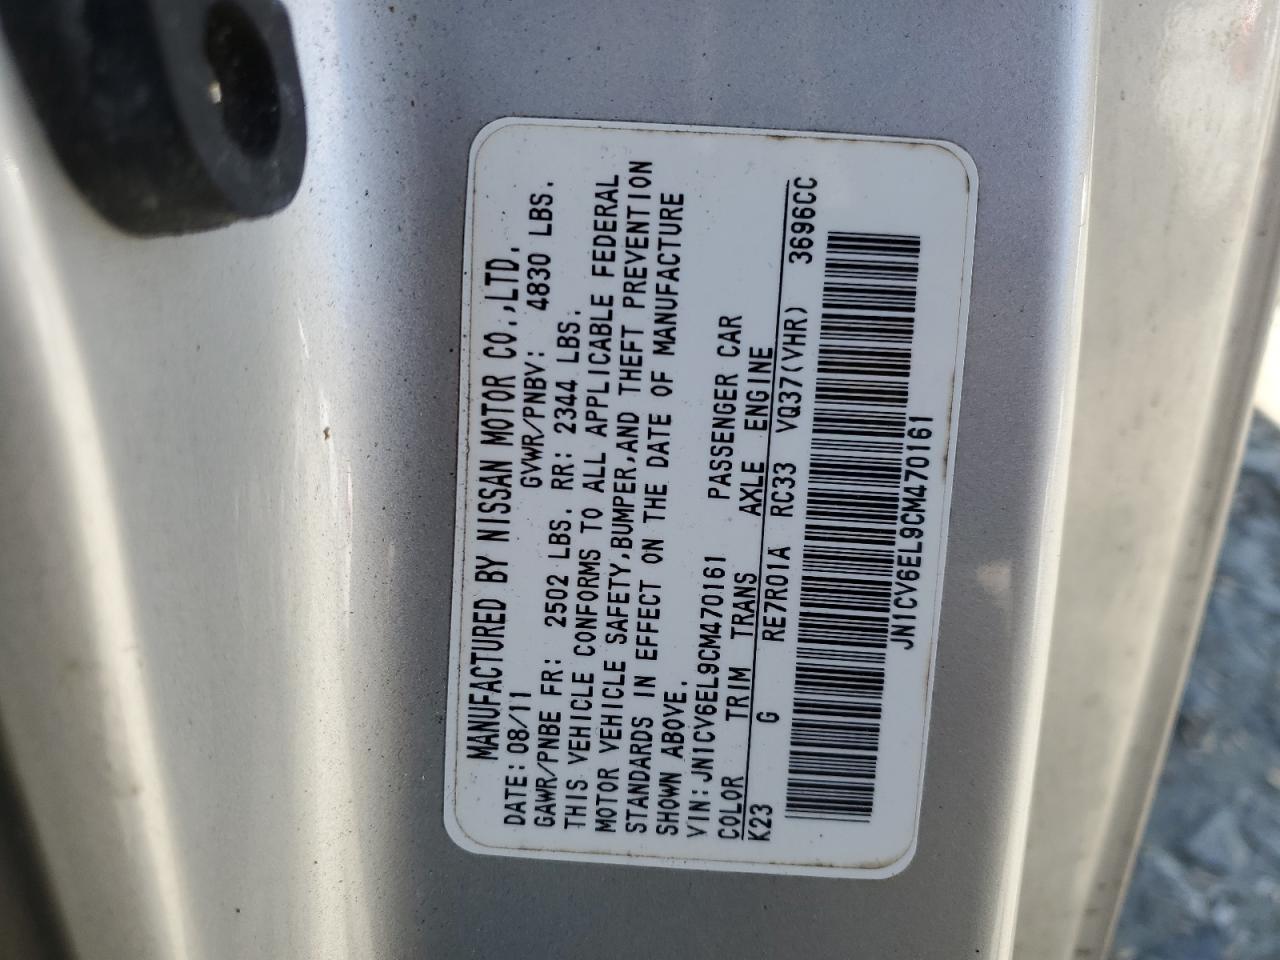 MANUFACTURED BY NISSAN MOTOR CO.,LTD.
DATE:08/11 GVWR/PNBV: 4830 LBS.
GAWR/PNBE FR: 2502 LBS. RR: 2344 LBS.
THIS VEHICLE CONFORMS TO ALL APPLICABLE FEDERAL
MOTOR VEHICLE SAFETY,BUMPER,AND THEFT PREVENTION
STANDARDS IN EFFECT ON THE DATE OF MANUFACTURE
SHOWN ABOVE.
VIN:JN1CV6EL9CM470161 PASSENGER CAR
COLOR TRIM TRANS AXLE ENGINE
K23 G RE7R01A RC33 VQ37(VHR) 3696CC
JN1CV6EL9CM470161